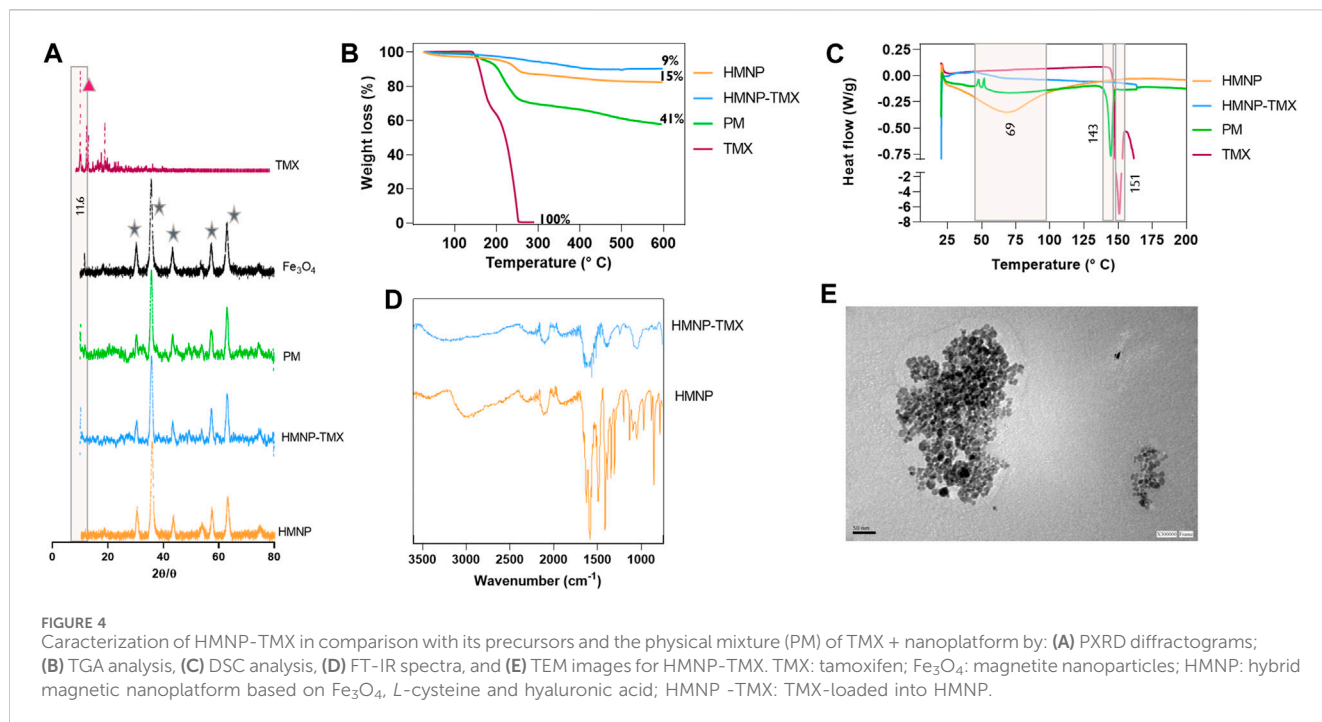 A
TMX
11.6
Fe₃O₄
PM
HMNP-TMX
HMNP
0 20 40 60 80
2θ/θ
B
Weight loss (%)
100
80
60
40
20
0
9%
15%
41%
100%
HMNP
HMNP-TMX
PM
TMX
100 200 300 400 500 600
Temperature (° C)
C
Heat flow (W/g)
0.25
0.00
-0.25
-0.50
-0.75
-2
-4
-6
-8
69
143
151
HMNP
HMNP-TMX
PM
TMX
25 50 75 100 125 150 175 200
Temperature (° C)
D
HMNP-TMX
HMNP
3500 3000 2500 2000 1500 1000
Wavenumber (cm⁻¹)
E
50 nm
FIGURE 4
Caracterization of HMNP-TMX in comparison with its precursors and the physical mixture (PM) of TMX + nanoplatform by: (A) PXRD diffractograms;
(B) TGA analysis, (C) DSC analysis, (D) FT-IR spectra, and (E) TEM images for HMNP-TMX. TMX: tamoxifen; Fe₃O₄: magnetite nanoparticles; HMNP: hybrid
magnetic nanoplatform based on Fe₃O₄, L-cysteine and hyaluronic acid; HMNP -TMX: TMX-loaded into HMNP.